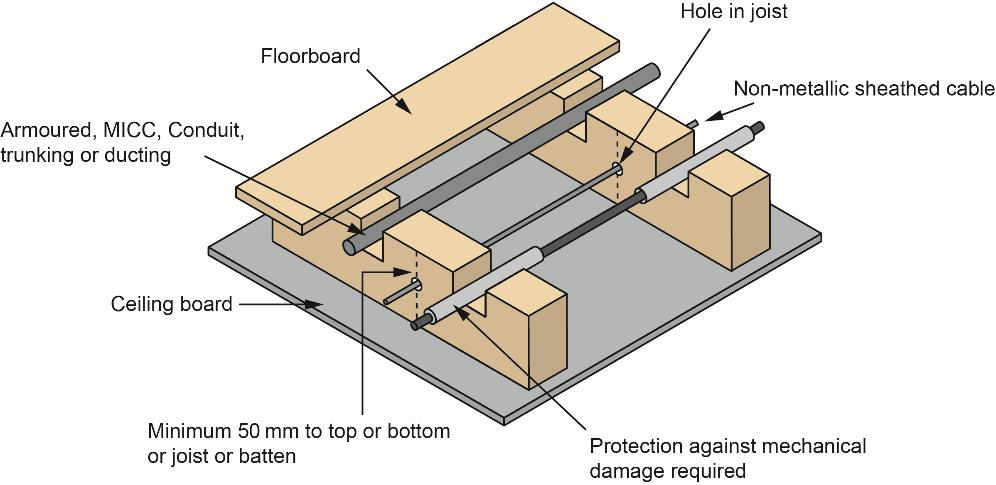 Hole in joist
Floorboard
Non-metallic sheathed cable
Armoured, MICC, Conduit,
trunking or ducting
Ceiling board
Minimum 50 mm to top or bottom
or joist or batten
Protection against mechanical
damage required